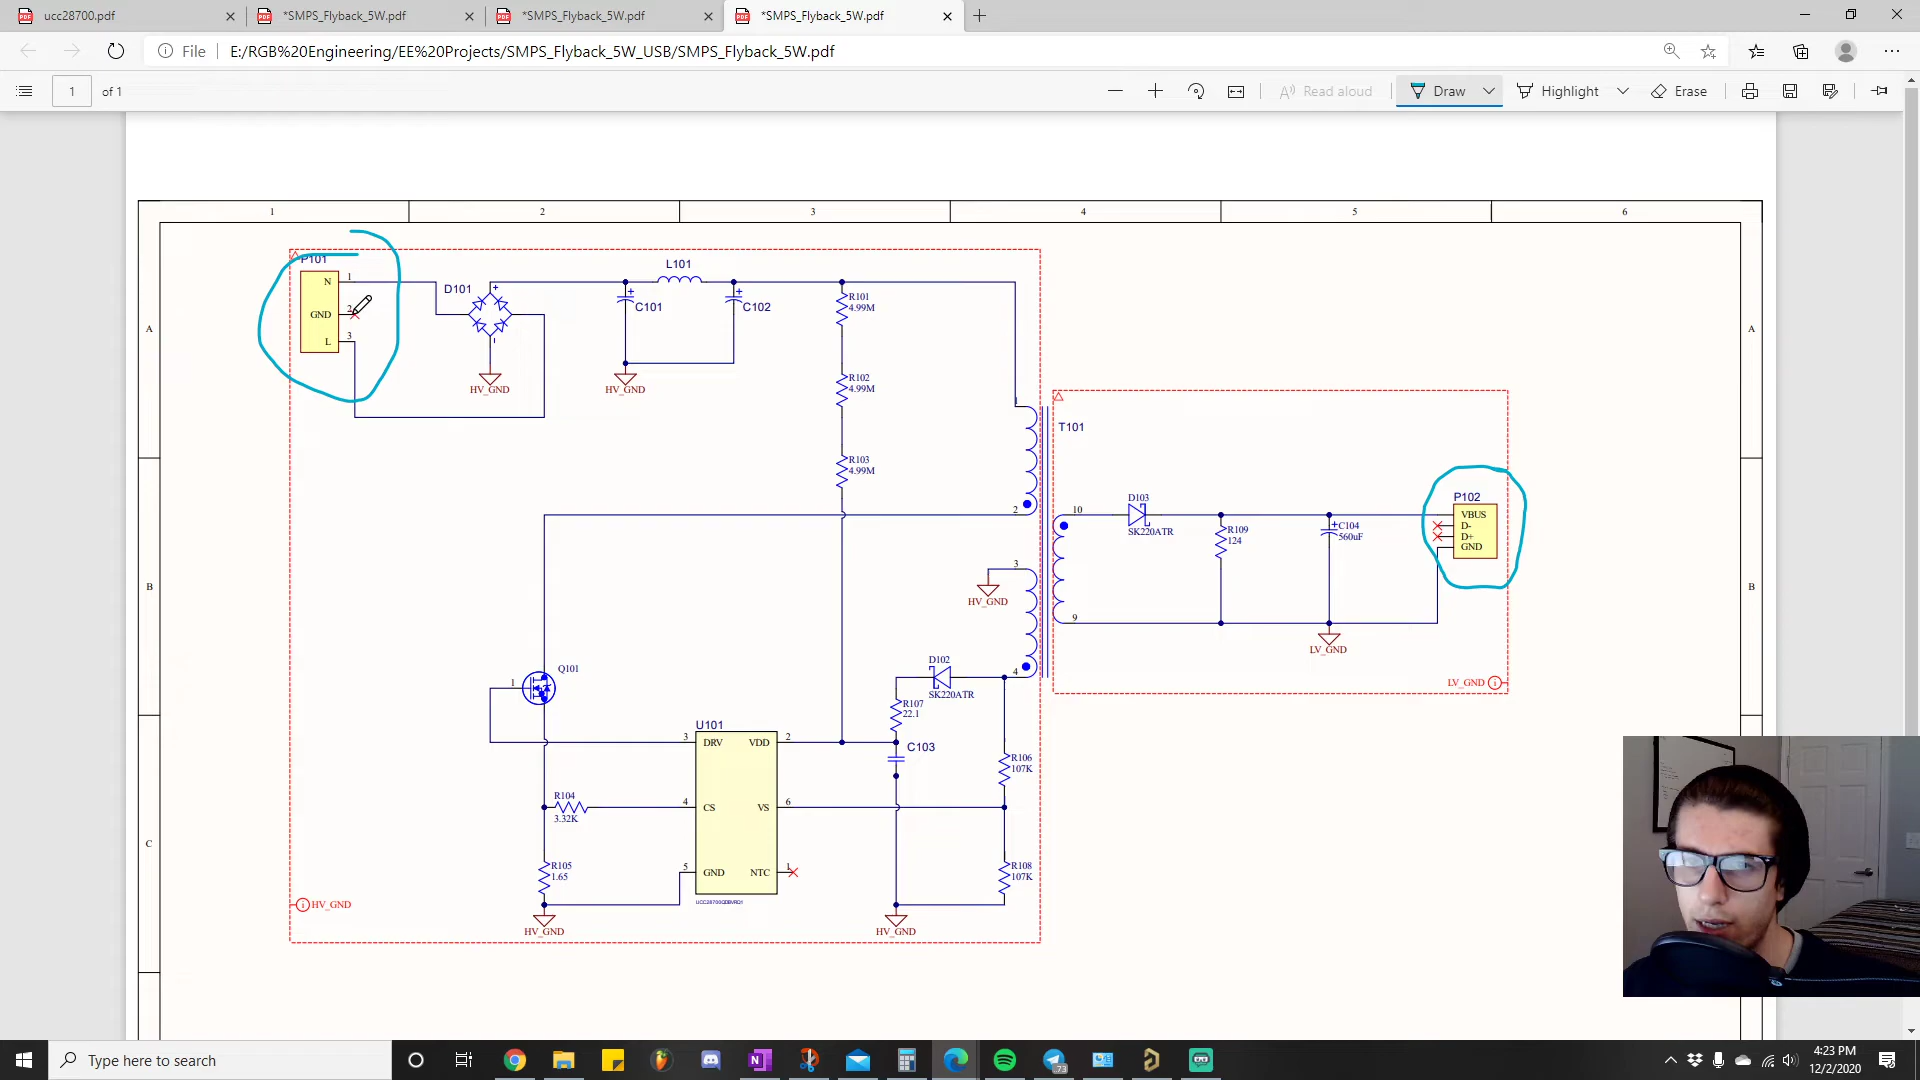 ucc28700.pdf
*SMPS_Flyback_5W.pdf
*SMPS_Flyback_5W.pdf
*SMPS_Flyback_5W.pdf
File
E:/RGB%20Engineering/EE%20Projects/SMPS_Flyback_5W_USB/SMPS_Flyback_5W.pdf
1 of 1
Read aloud
Draw
Highlight
Erase
1 2 3 4 5 6
A
B
C
A
B
P101
N 1
GND 2
L 3
D101
+
HV_GND
L101
+
C101
+
C102
HV_GND
R101
4.99M
R102
4.99M
R103
4.99M
1
2
3
4
T101
10
9
HV_GND
D103
SK220ATR
R109
124
+
C104
560uF
LV_GND
P102
VBUS
D-
D+
GND
LV_GND
Q101
1
U101
3 DRV
VDD 2
4 CS
VS 6
5 GND
NTC 1
UCC28700QDBVRQ1
D102
SK220ATR
R107
22.1
C103
R106
107K
R108
107K
R104
3.32K
R105
1.65
HV_GND
HV_GND
HV_GND
Type here to search
.73
4:23 PM
12/2/2020